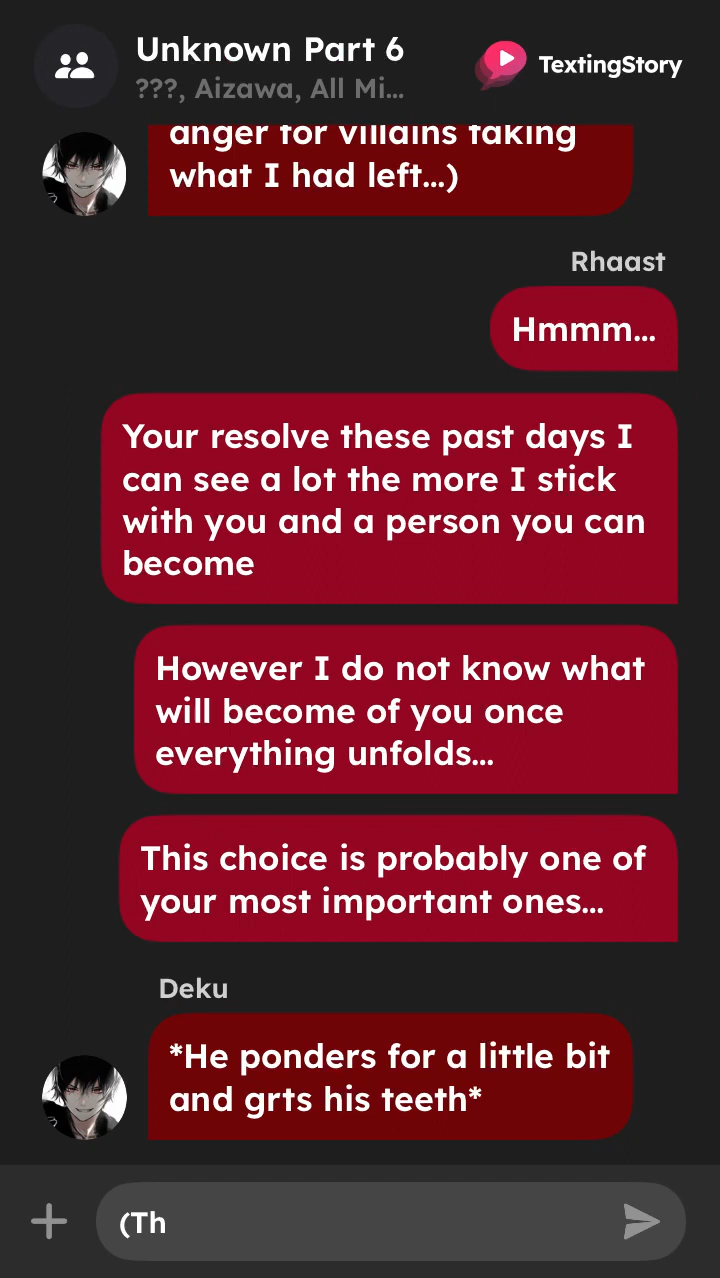 Unknown Part 6
???, Aizawa, All Mi...
TextingStory
anger for villains taking
what I had left...)
Rhaast
Hmmm...
Your resolve these past days I
can see a lot the more I stick
with you and a person you can
become
However I do not know what
will become of you once
everything unfolds...
This choice is probably one of
your most important ones...
Deku
*He ponders for a little bit
and grts his teeth*
(Th